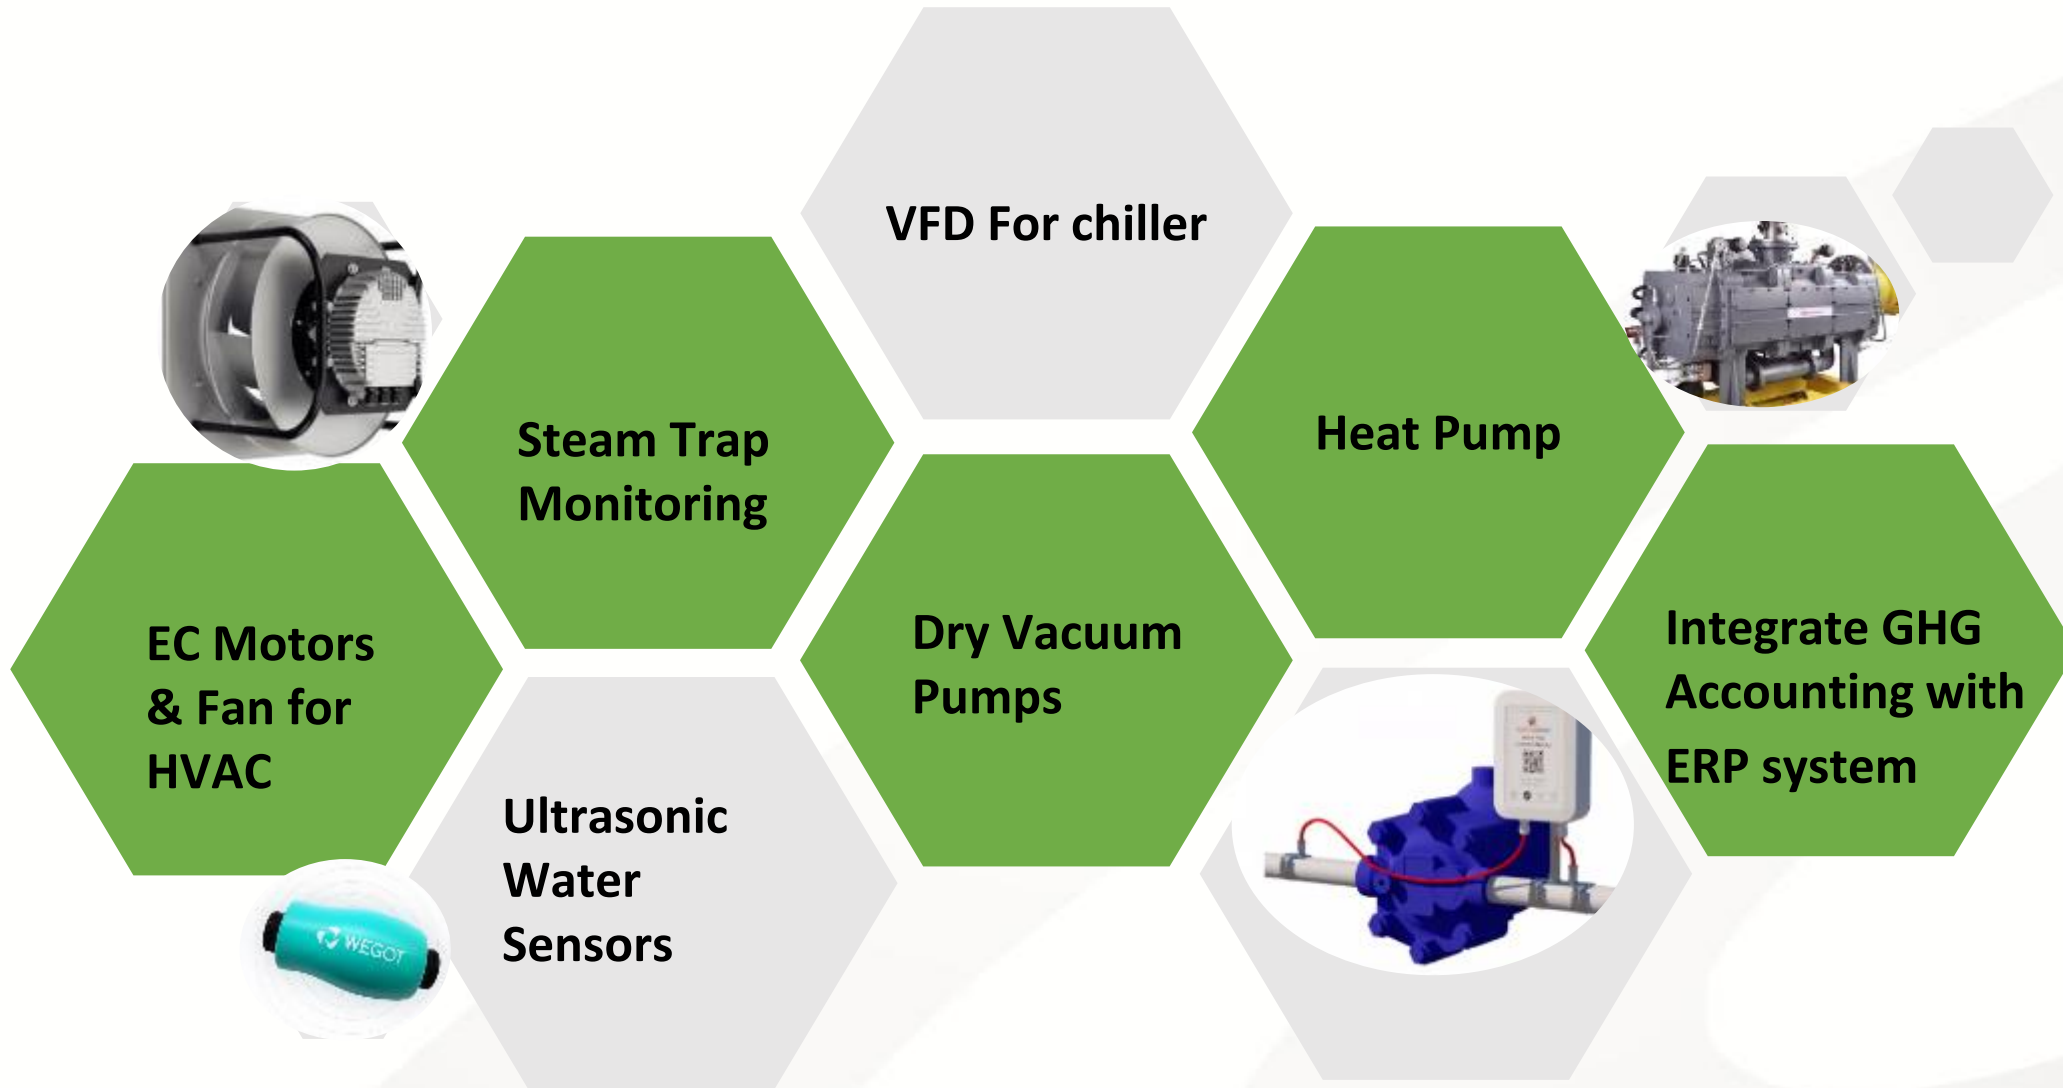 VFD For chiller
Steam Trap
Monitoring
Heat Pump
EC Motors
& Fan for
HVAC
Dry Vacuum
Pumps
Integrate GHG
Accounting with
ERP system
Ultrasonic
Water
Sensors
WEGOT